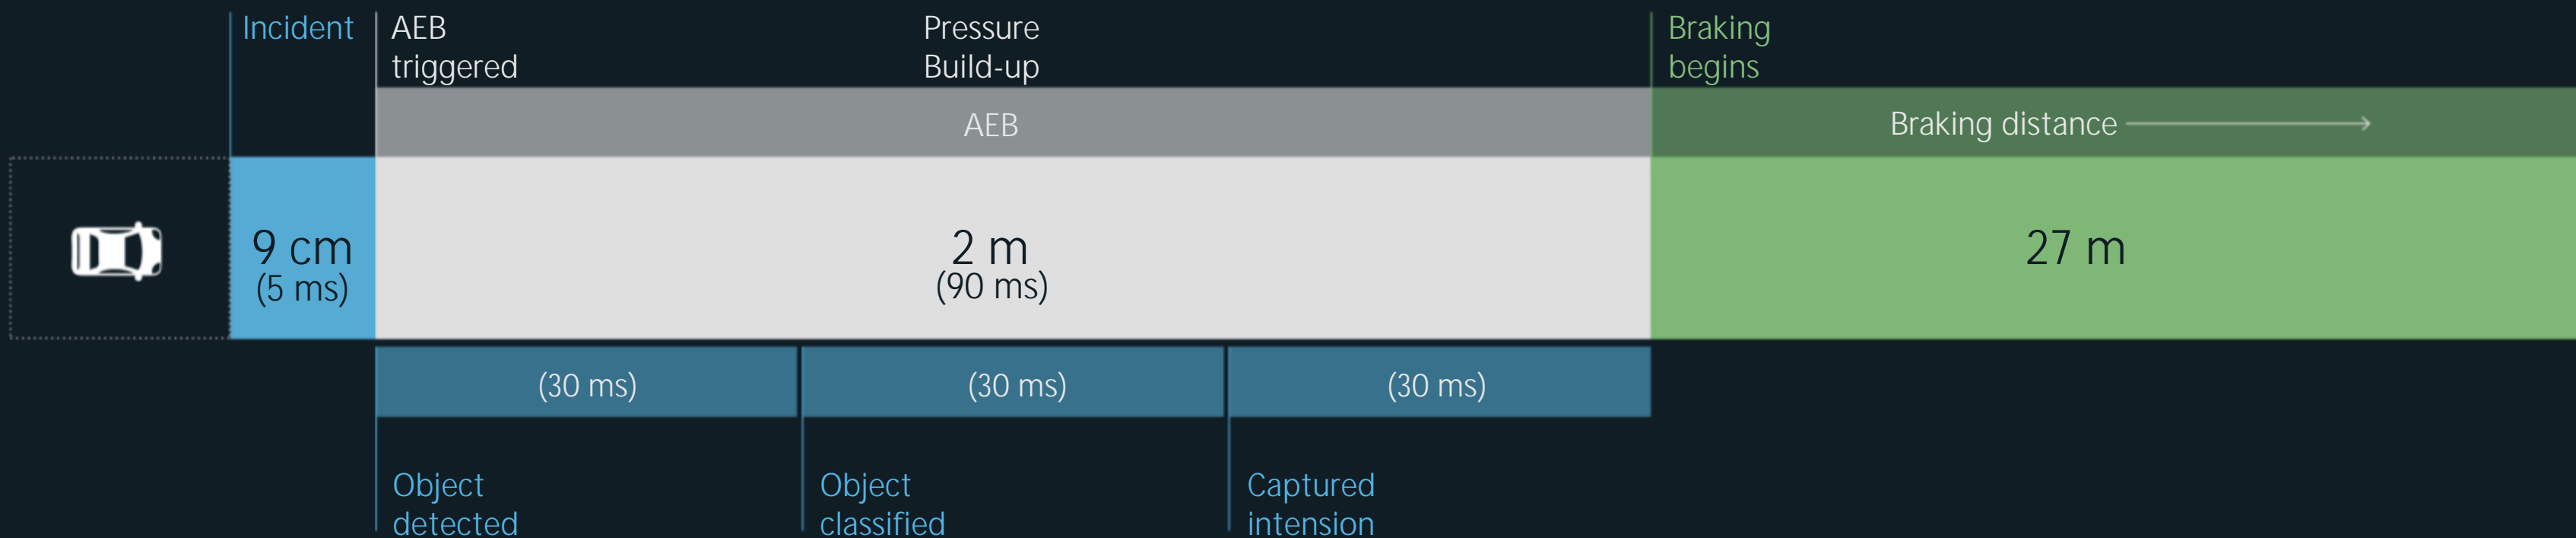 Incident
AEB
triggered
Pressure
Build-up
Braking
begins
AEB
Braking distance
9 cm
(5 ms)
2 m
(90 ms)
27 m
(30 ms)
(30 ms)
(30 ms)
Object
detected
Object
classified
Captured
intension